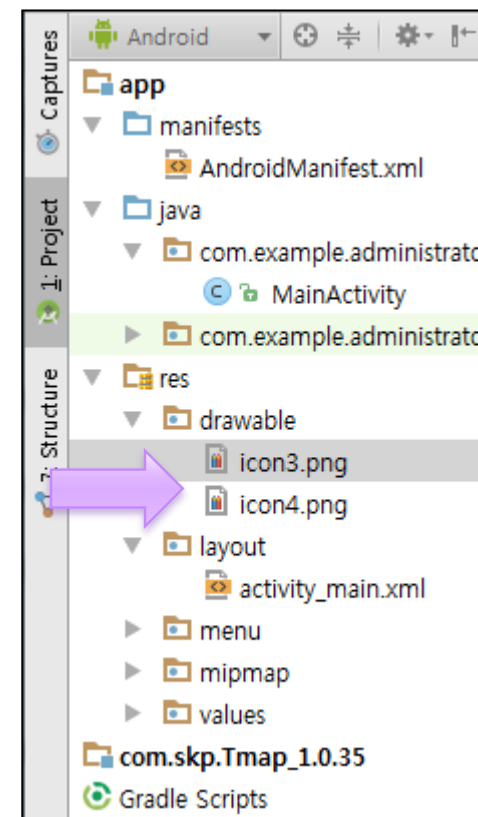 Captures
1: Project
7: Structure
Android
app
manifests
AndroidManifest.xml
java
com.example.administrato
MainActivity
com.example.administrato
res
drawable
icon3.png
icon4.png
layout
activity_main.xml
menu
mipmap
values
com.skp.Tmap_1.0.35
Gradle Scripts